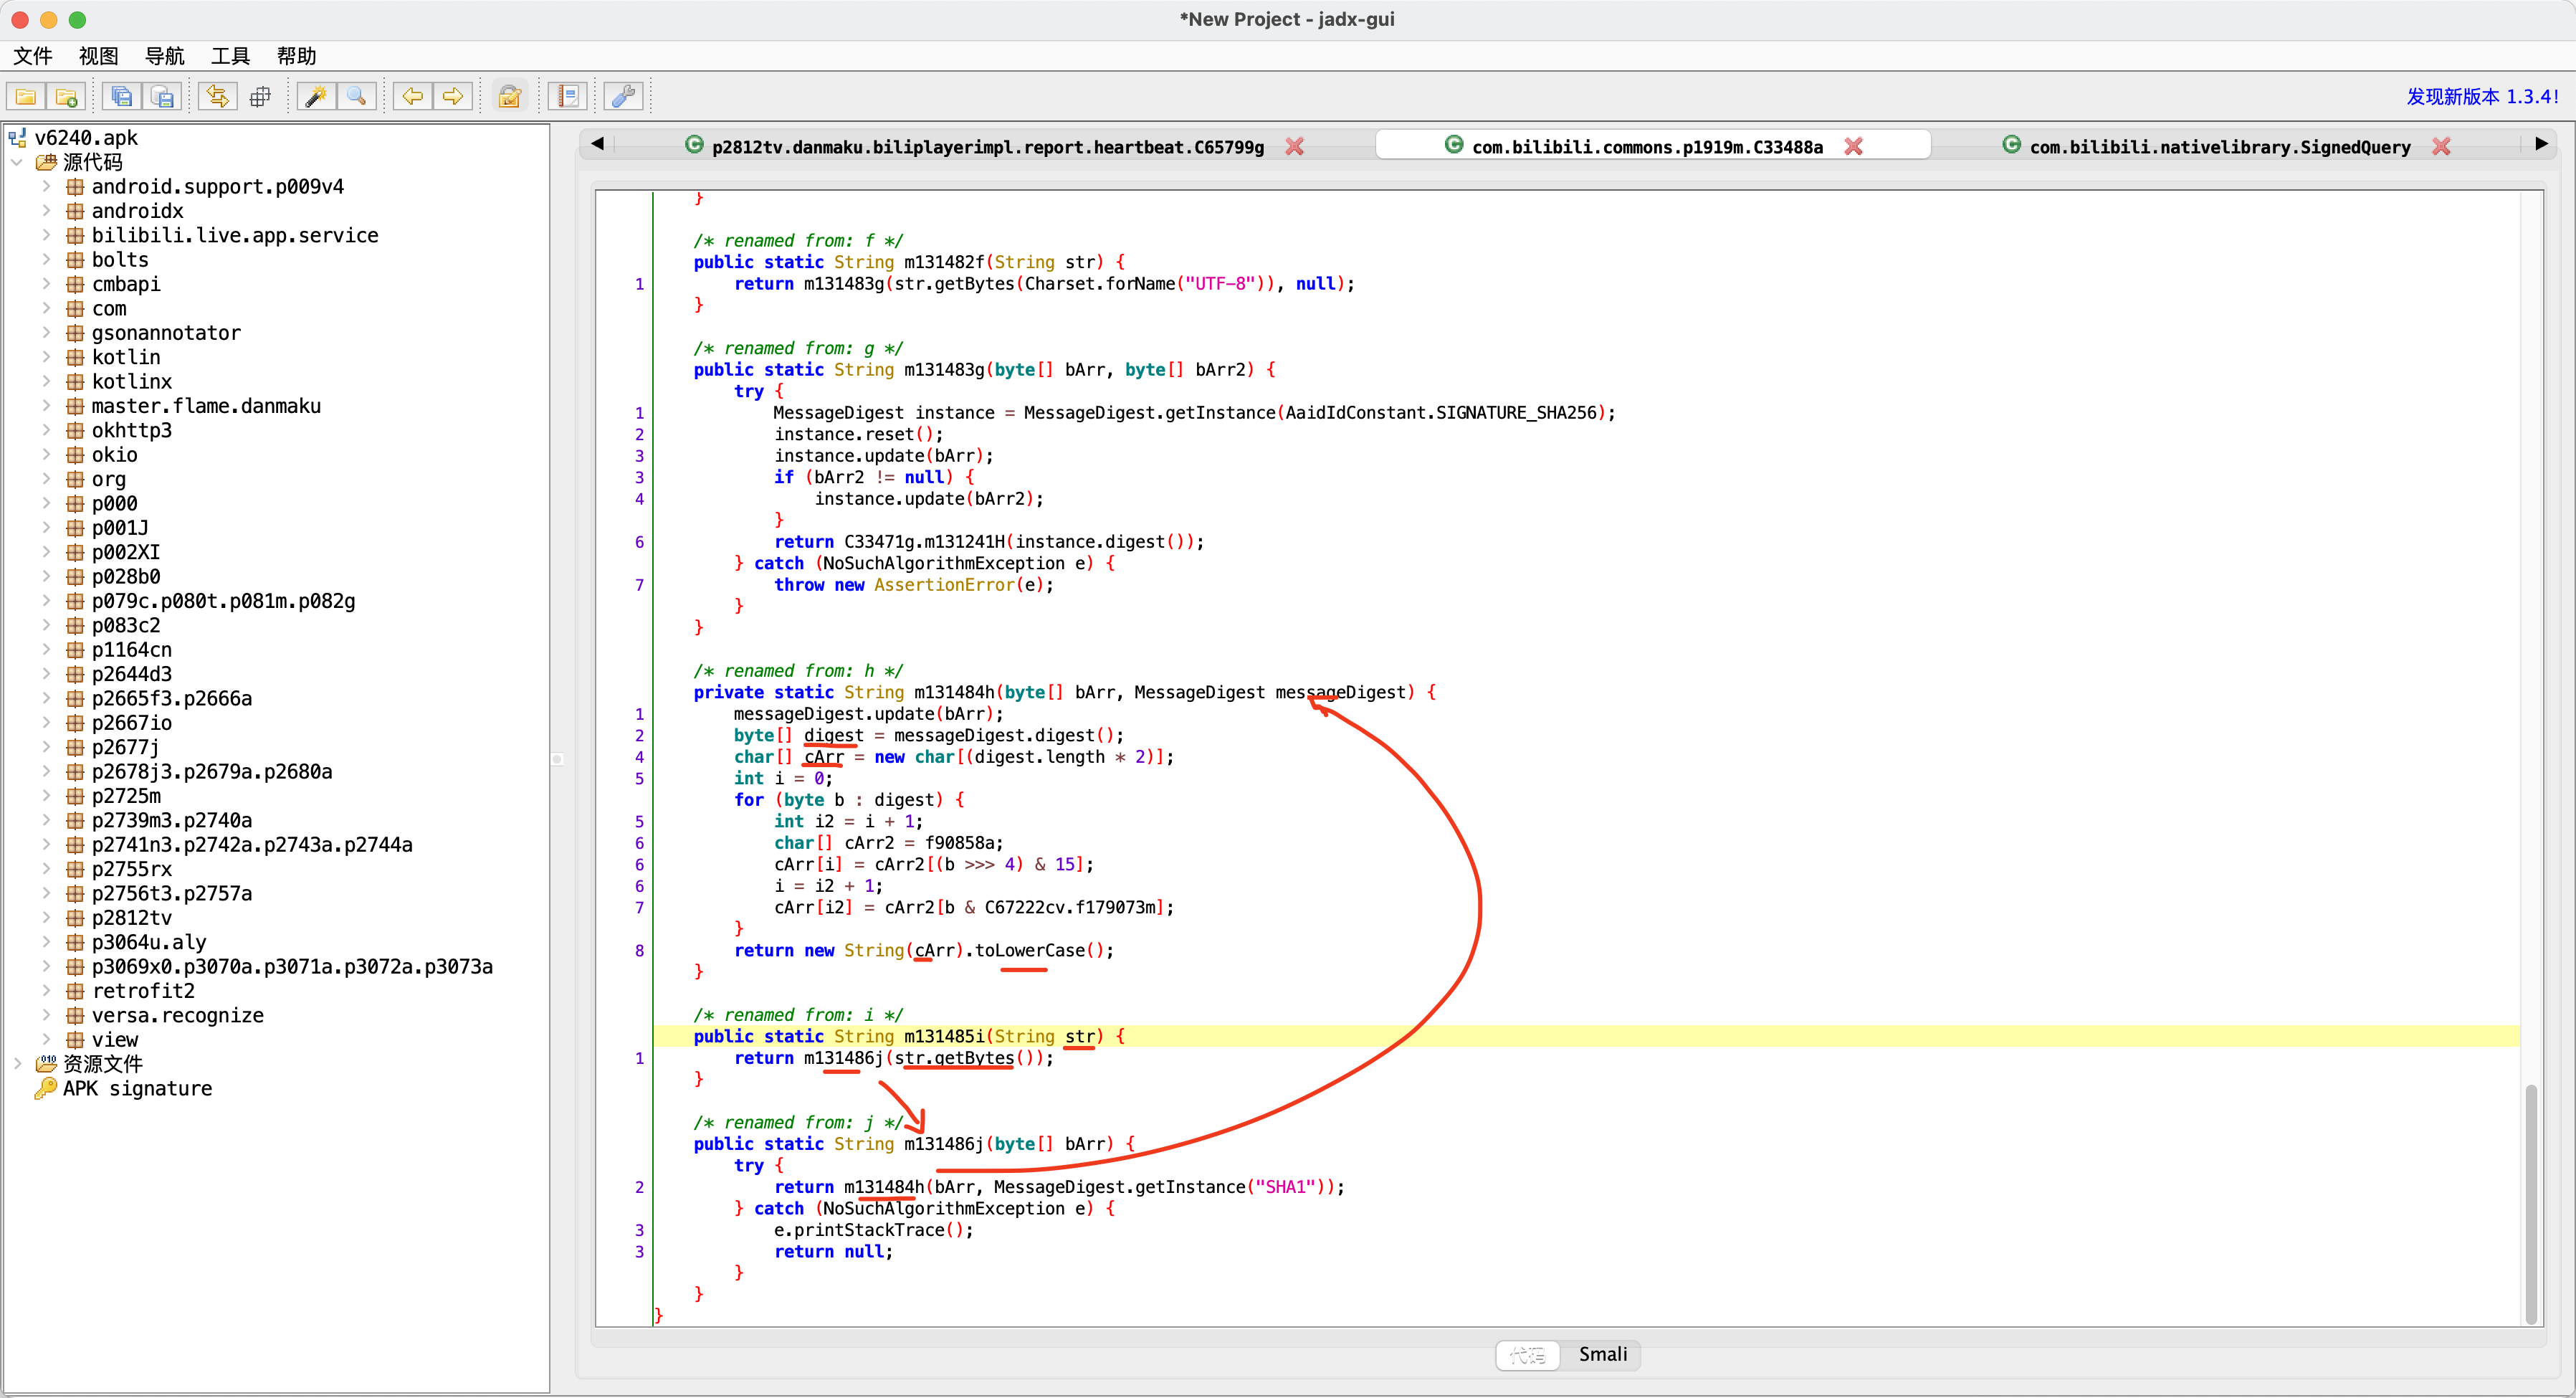 *New Project - jadx-gui
文件 视图 导航 工具 帮助
发现新版本 1.3.4!
v6240.apk
源代码
android.support.p009v4
androidx
bilibili.live.app.service
bolts
cmbapi
com
gsonannotator
kotlin
kotlinx
master.flame.danmaku
okhttp3
okio
org
p000
p001J
p002XI
p028b0
p079c.p080t.p081m.p082g
p083c2
p1164cn
p2644d3
p2665f3.p2666a
p2667io
p2677j
p2678j3.p2679a.p2680a
p2725m
p2739m3.p2740a
p2741n3.p2742a.p2743a.p2744a
p2755rx
p2756t3.p2757a
p2812tv
p3064u.aly
p3069x0.p3070a.p3071a.p3072a.p3073a
retrofit2
versa.recognize
view
资源文件
APK signature
p2812tv.danmaku.biliplayerimpl.report.heartbeat.C65799g com.bilibili.commons.p1919m.C33488a com.bilibili.nativelibrary.SignedQuery
}
/* renamed from: f */
public static String m131482f(String str) {
1 return m131483g(str.getBytes(Charset.forName("UTF-8")), null);
}
/* renamed from: g */
public static String m131483g(byte[] bArr, byte[] bArr2) {
try {
1 MessageDigest instance = MessageDigest.getInstance(AaidIdConstant.SIGNATURE_SHA256);
2 instance.reset();
3 instance.update(bArr);
3 if (bArr2 != null) {
4 instance.update(bArr2);
}
6 return C33471g.m131241H(instance.digest());
} catch (NoSuchAlgorithmException e) {
7 throw new AssertionError(e);
}
}
/* renamed from: h */
private static String m131484h(byte[] bArr, MessageDigest messageDigest) {
1 messageDigest.update(bArr);
2 byte[] digest = messageDigest.digest();
4 char[] cArr = new char[(digest.length * 2)];
5 int i = 0;
for (byte b : digest) {
5 int i2 = i + 1;
6 char[] cArr2 = f90858a;
6 cArr[i] = cArr2[(b >>> 4) & 15];
6 i = i2 + 1;
7 cArr[i2] = cArr2[b & C67222cv.f179073m];
}
8 return new String(cArr).toLowerCase();
}
/* renamed from: i */
public static String m131485i(String str) {
1 return m131486j(str.getBytes());
}
/* renamed from: j */
public static String m131486j(byte[] bArr) {
try {
2 return m131484h(bArr, MessageDigest.getInstance("SHA1"));
} catch (NoSuchAlgorithmException e) {
3 e.printStackTrace();
3 return null;
}
}
}
代码 Smali